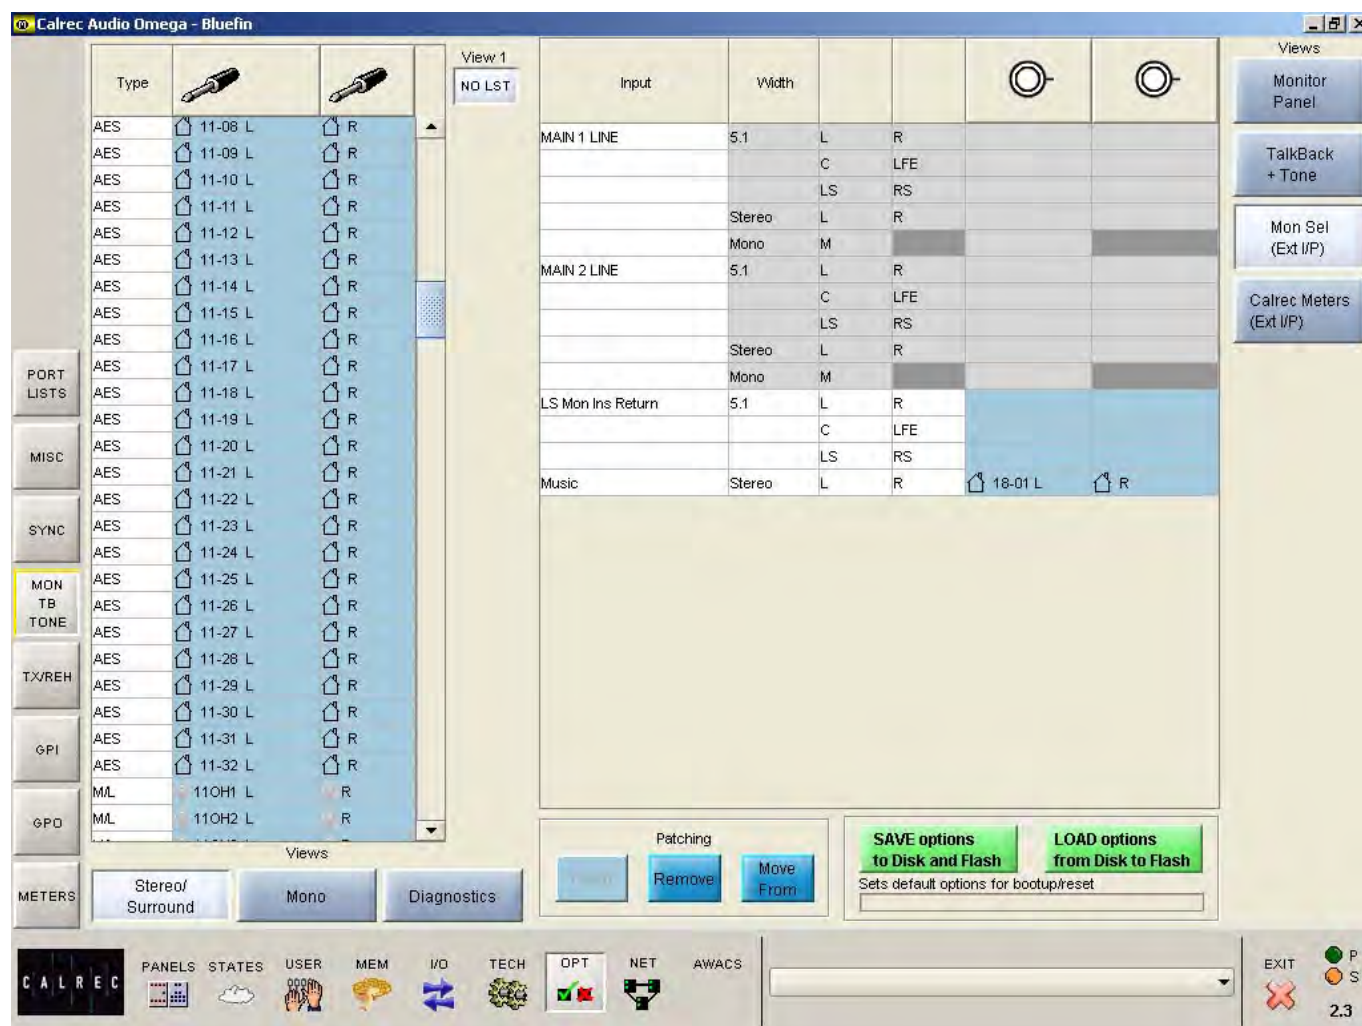 Calrec Audio Omega - Bluefin
Type
View 1
NO LST
AES 11-08 L R
AES 11-09 L R
AES 11-10 L R
AES 11-11 L R
AES 11-12 L R
AES 11-13 L R
AES 11-14 L R
AES 11-15 L R
AES 11-16 L R
AES 11-17 L R
AES 11-18 L R
AES 11-19 L R
AES 11-20 L R
AES 11-21 L R
AES 11-22 L R
AES 11-23 L R
AES 11-24 L R
AES 11-25 L R
AES 11-26 L R
AES 11-27 L R
AES 11-28 L R
AES 11-29 L R
AES 11-30 L R
AES 11-31 L R
AES 11-32 L R
M/L 11OH1 L R
M/L 11OH2 L R
Input Width
MAIN 1 LINE 5.1 L R
C LFE
LS RS
Stereo L R
Mono M
MAIN 2 LINE 5.1 L R
C LFE
LS RS
Stereo L R
Mono M
LS Mon Ins Return 5.1 L R
C LFE
LS RS
Music Stereo L R 18-01 L R
Views
Monitor
Panel
TalkBack
+ Tone
Mon Sel
(Ext I/P)
Calrec Meters
(Ext I/P)
PORT
LISTS
MISC
SYNC
MON
TB
TONE
TX/REH
GPI
GPO
METERS
Views
Stereo/
Surround
Mono
Diagnostics
Patching
Remove
Move
From
SAVE options
to Disk and Flash
LOAD options
from Disk to Flash
Sets default options for bootup/reset
CALREC
PANELS
STATES
USER
MEM
I/O
TECH
OPT
NET
AWACS
EXIT
P
S
2.3